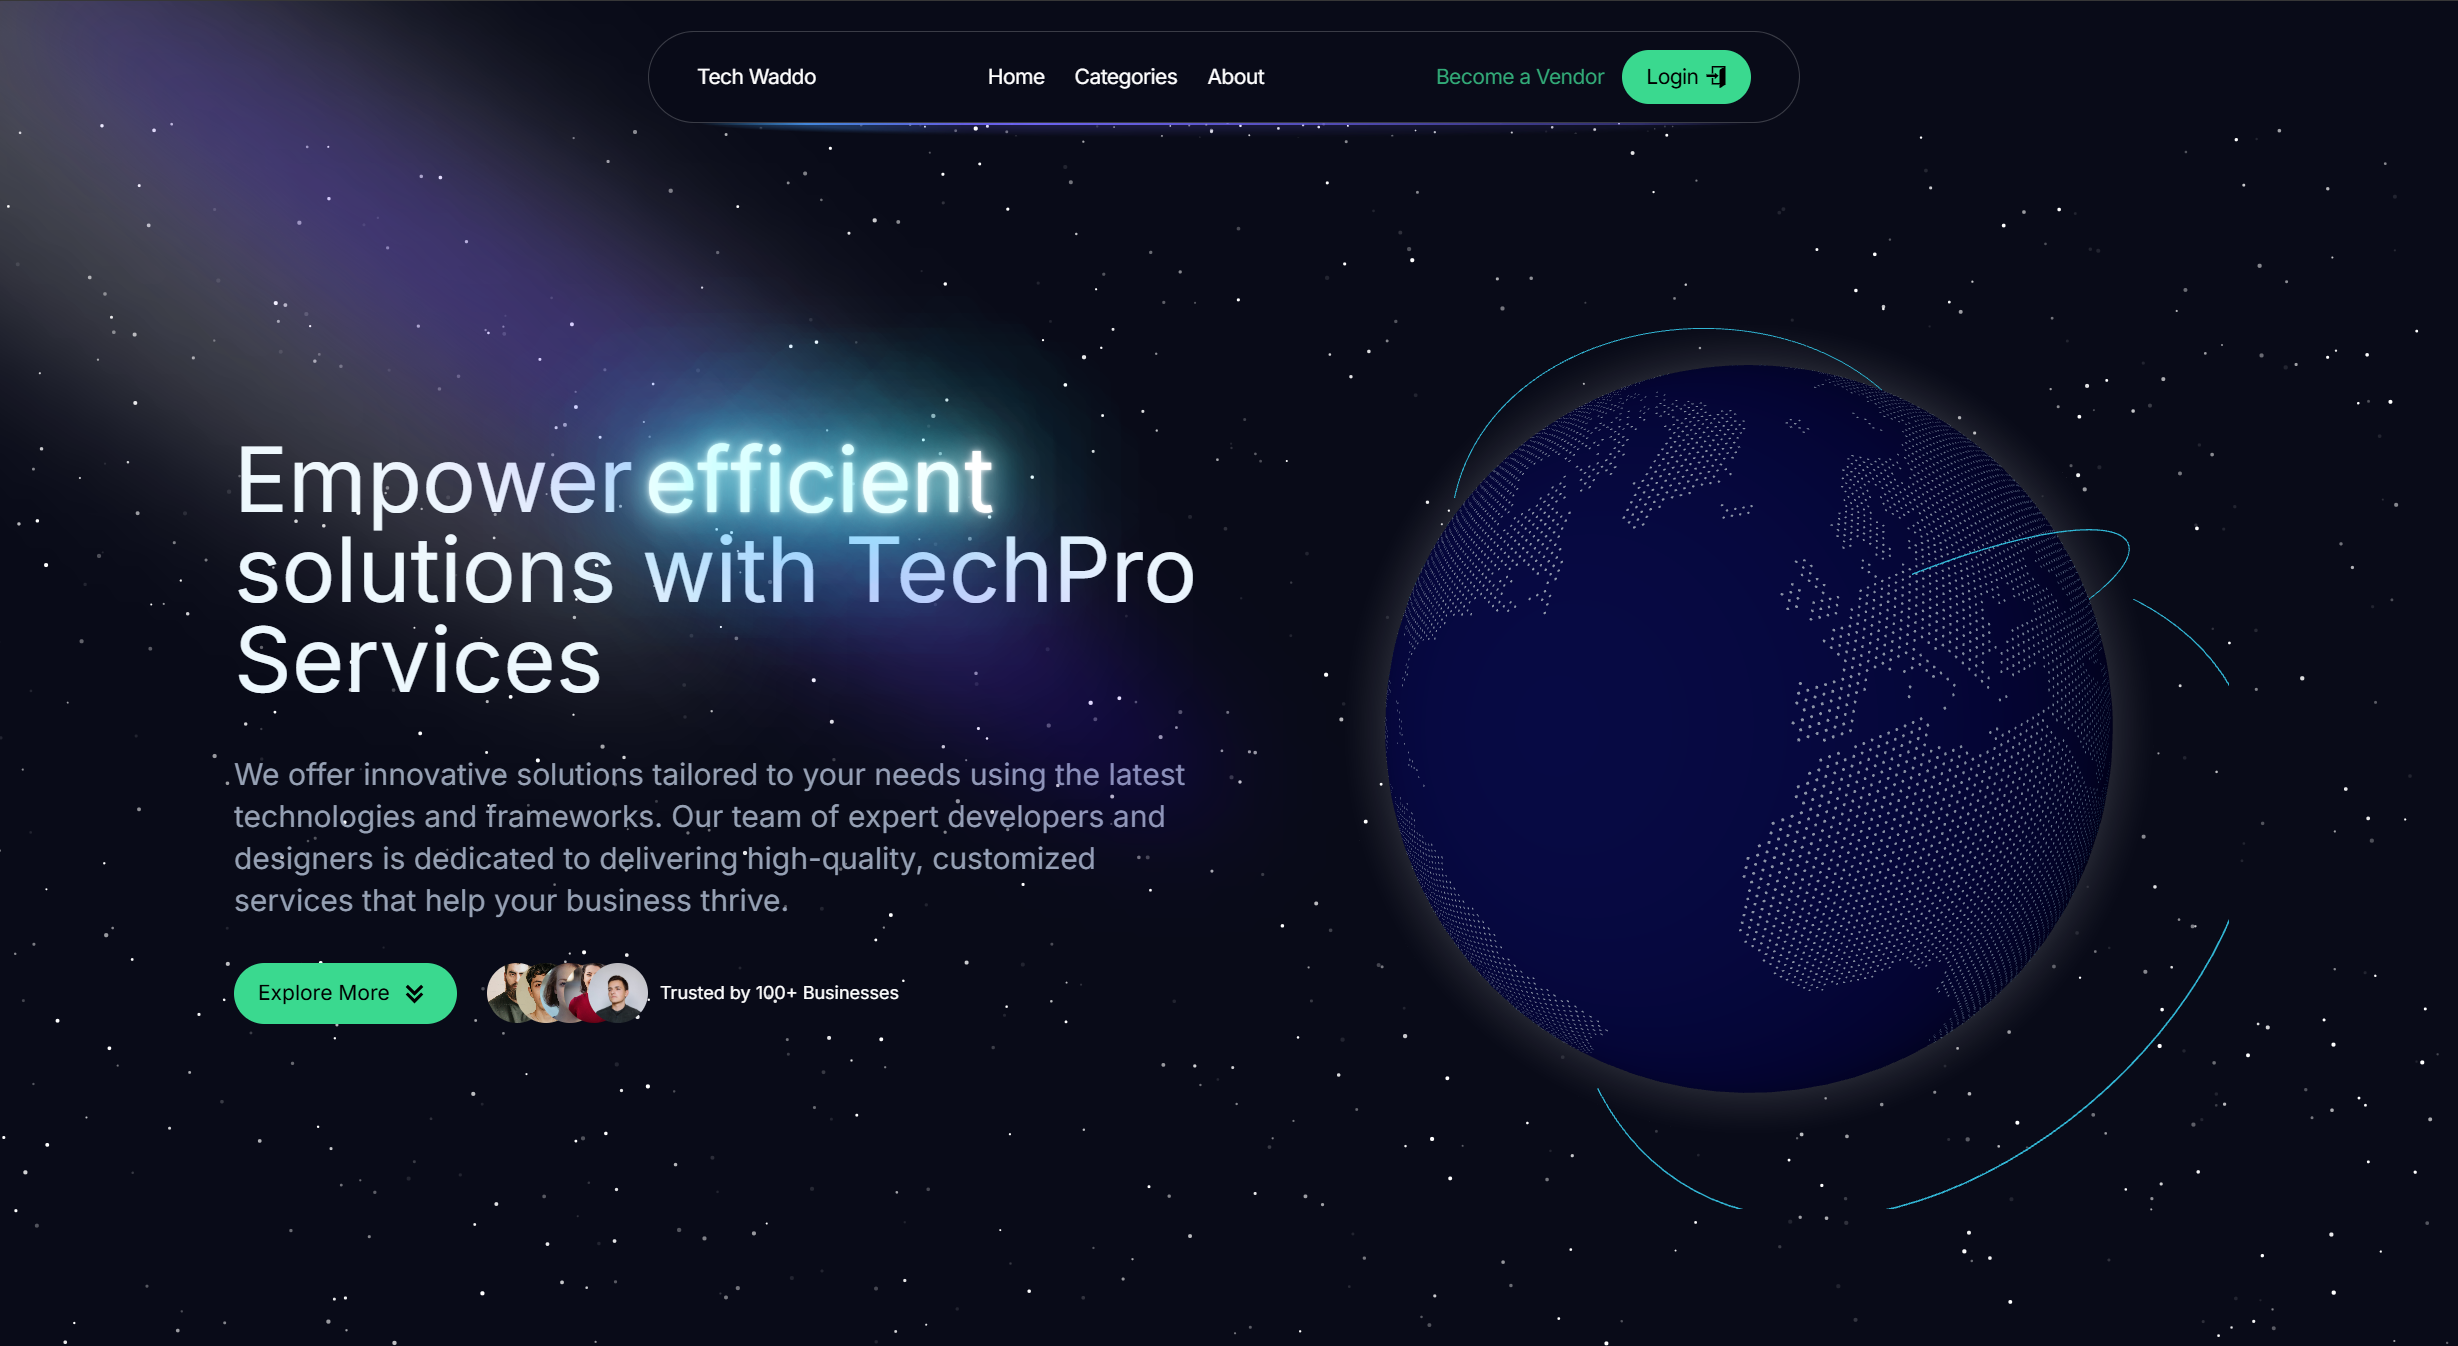 Tech Waddo
Home Categories About
Become a Vendor
Login
Empower efficient
solutions with TechPro
Services
We offer innovative solutions tailored to your needs using the latest
technologies and frameworks. Our team of expert developers and
designers is dedicated to delivering high-quality, customized
services that help your business thrive.
Explore More
Trusted by 100+ Businesses